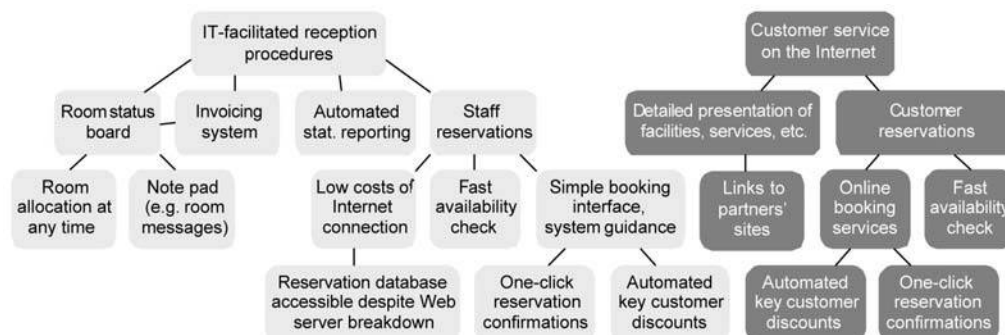 IT-facilitated reception
procedures
Customer service
on the Internet
Room status
board
Invoicing
system
Automated
stat. reporting
Staff
reservations
Detailed presentation of
facilities, services, etc.
Customer
reservations
Room
allocation at
any time
Note pad
(e.g. room
messages)
Low costs of
Internet
connection
Fast
availability
check
Simple booking
interface,
system guidance
Links to
partners'
sites
Online
booking
services
Fast
availability
check
Reservation database
accessible despite Web
server breakdown
One-click
reservation
confirmations
Automated
key customer
discounts
Automated
key customer
discounts
One-click
reservation
confirmations